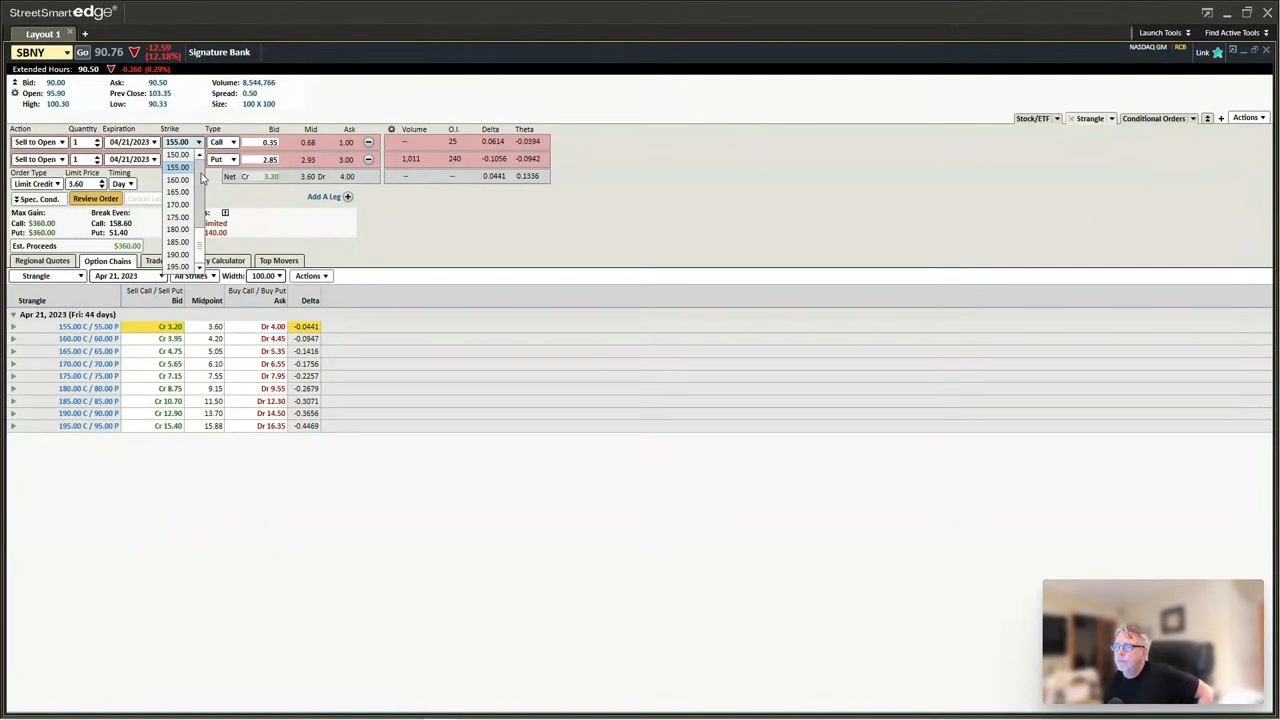 StreetSmart edge
Layout 1
Launch Tools
Find Active Tools
SBNY Go 90.76 -12.59 (12.18%) Signature Bank
NASDAQ GM RCB Link
Extended Hours: 90.50 -0.260 (0.29%)
Bid: 90.00 Ask: 90.50 Volume: 8,544,766
Open: 95.90 Prev Close: 103.35 Spread: 0.50
High: 100.30 Low: 90.33 Size: 100 X 100
Stock/ETF Strangle Conditional Orders Actions
Action Quantity Expiration Strike Type Bid Mid Ask Volume O.I. Delta Theta
Sell to Open 1 04/21/2023 155.00 Call 0.35 0.68 1.00 -- 25 0.0614 -0.0394
Sell to Open 1 04/21/2023 Put 2.85 2.93 3.00 1,011 240 -0.1056 -0.0942
Net Cr 3.20 3.60 Dr 4.00 -- -- 0.0441 0.1336
150.00
155.00
160.00
165.00
170.00
175.00
180.00
185.00
190.00
195.00
Order Type Limit Price Timing
Limit Credit 3.60 Day
Add A Leg
Spec. Cond. Review Order Cancel Las
Max Gain: Break Even:
Call: $360.00 Call: 158.60
Put: $360.00 Put: 51.40
Est. Proceeds $360.00
Regional Quotes Option Chains Calculator Top Movers
Strangle Apr 21, 2023 All Strikes Width: 100.00 Actions
Sell Call / Sell Put Buy Call / Buy Put
Strangle Bid Midpoint Ask Delta
Apr 21, 2023 (Fri: 44 days)
155.00 C / 55.00 P Cr 3.20 3.60 Dr 4.00 -0.0441
160.00 C / 60.00 P Cr 3.95 4.20 Dr 4.45 -0.0947
165.00 C / 65.00 P Cr 4.75 5.05 Dr 5.35 -0.1416
170.00 C / 70.00 P Cr 5.65 6.10 Dr 6.55 -0.1756
175.00 C / 75.00 P Cr 7.15 7.55 Dr 7.95 -0.2257
180.00 C / 80.00 P Cr 8.75 9.15 Dr 9.55 -0.2679
185.00 C / 85.00 P Cr 10.70 11.50 Dr 12.30 -0.3071
190.00 C / 90.00 P Cr 12.90 13.70 Dr 14.50 -0.3656
195.00 C / 95.00 P Cr 15.40 15.88 Dr 16.35 -0.4469